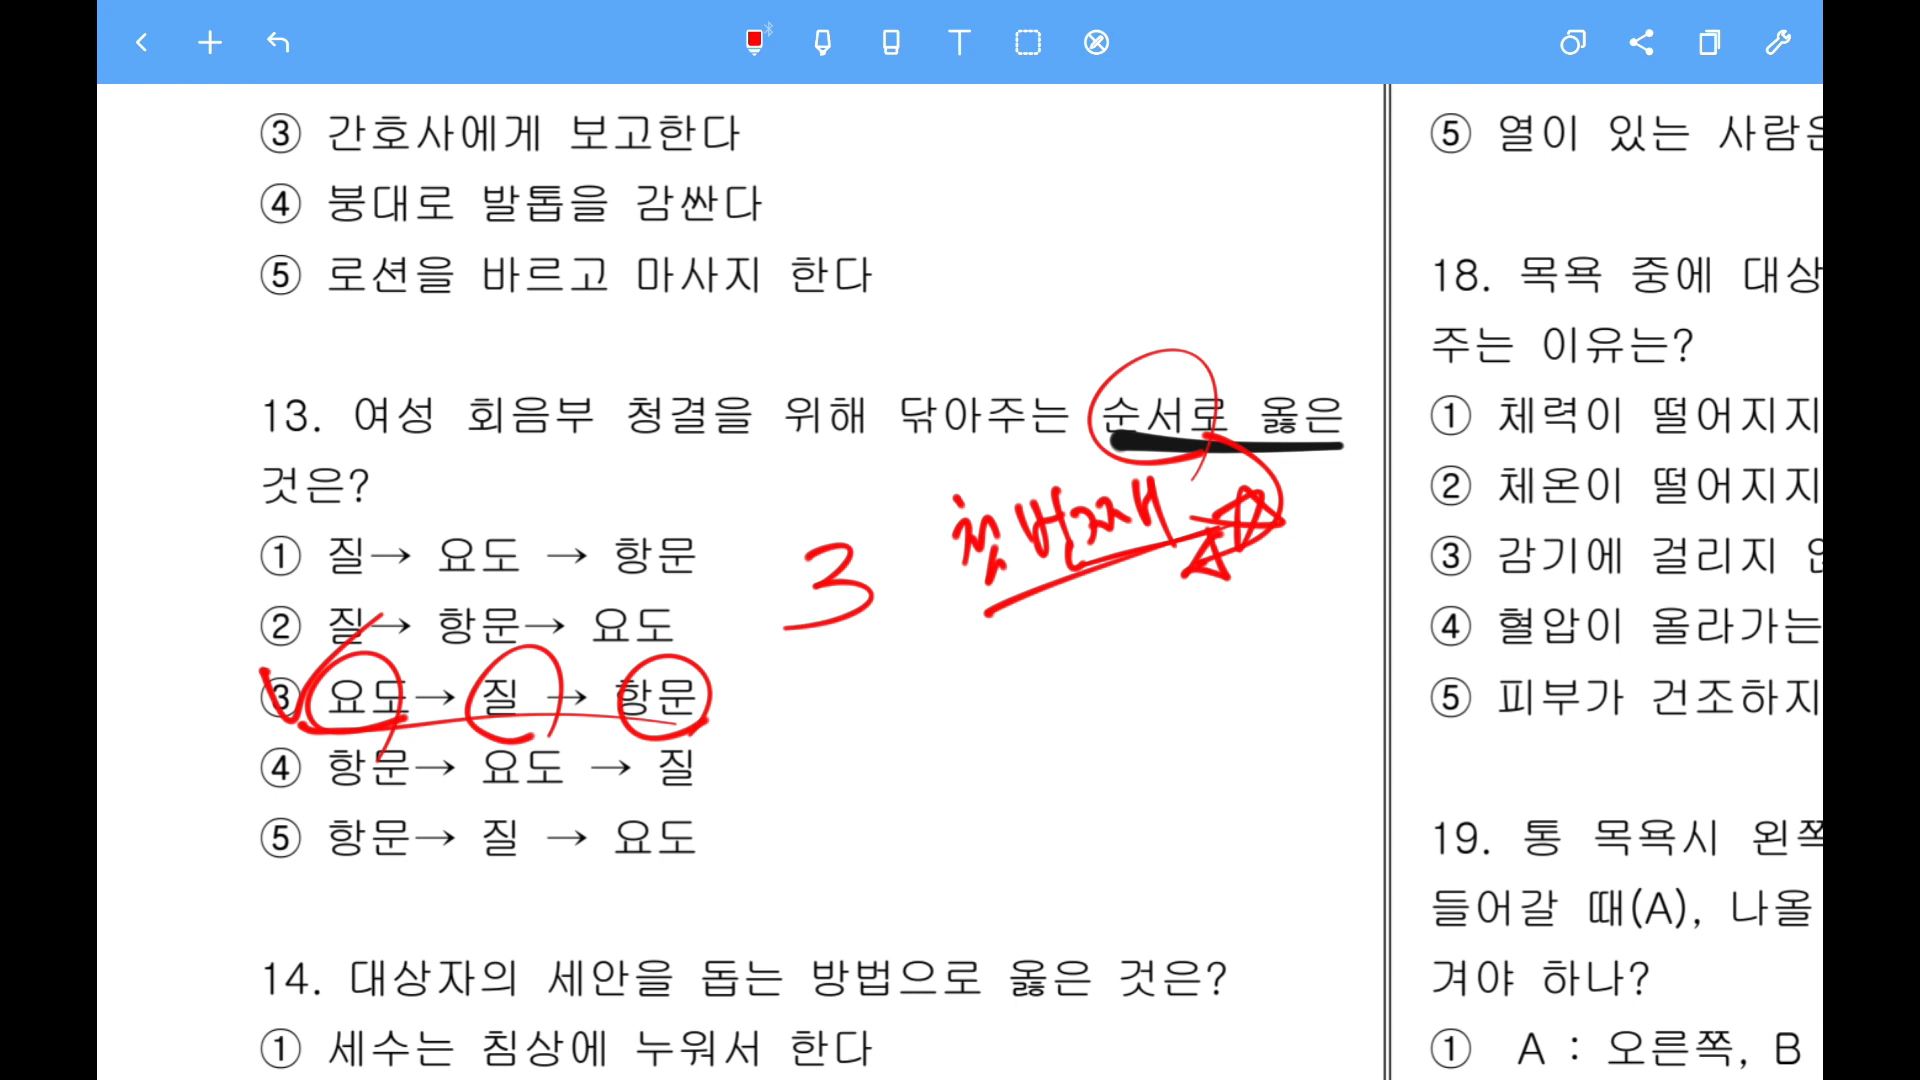 ③ 간호사에게 보고한다
④ 붕대로 발톱을 감싼다
⑤ 로션을 바르고 마사지 한다
13. 여성 회음부 청결을 위해 닦아주는 순서로 옳은
것은?
첫번째
3
① 질→ 요도 → 항문
② 질→ 항문→ 요도
③ 요도→ 질 → 항문
④ 항문→ 요도 → 질
⑤ 항문→ 질 → 요도
14. 대상자의 세안을 돕는 방법으로 옳은 것은?
① 세수는 침상에 누워서 한다
⑤ 열이 있는 사람은
18. 목욕 중에 대상
주는 이유는?
① 체력이 떨어지지
② 체온이 떨어지지
③ 감기에 걸리지
④ 혈압이 올라가는
⑤ 피부가 건조하지
19. 통 목욕시 왼쪽
들어갈 때(A), 나올
겨야 하나?
① A : 오른쪽, B